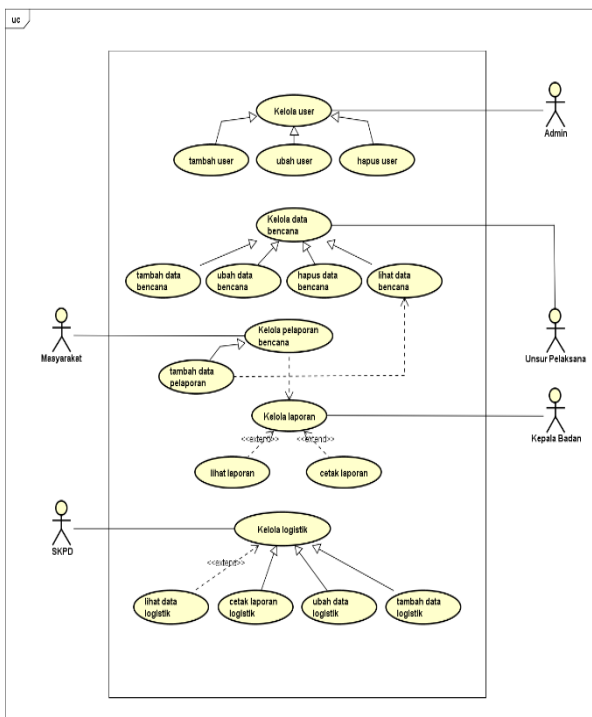 uc
Kelola user
Admin
tambah user
ubah user
hapus user
Kelola data
bencana
tambah data
bencana
ubah data
bencana
hapus data
bencana
lihat data
bencana
Kelola pelaporan
bencana
Masyarakat
Unsur Pelaksana
tambah data
pelaporan
Kelola laporan
Kepala Badan
<<extend>>
<<extend>>
lihat laporan
cetak laporan
Kelola logistik
SKPD
lihat data
logistik
cetak laporan
logistik
ubah data
logistik
tambah data
logistik